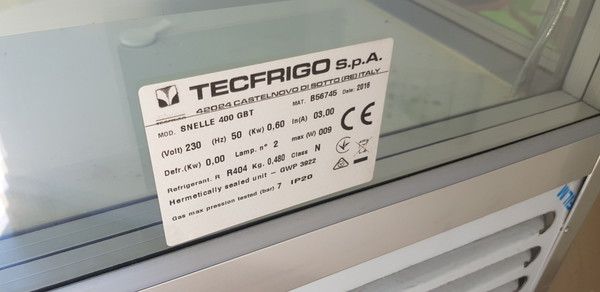 TECFRIGO S.p.A.
42024 CASTELNOVO DI SOTTO (RE) ITALY
MOD. SNELLE 400 GBT MAT. B56745 Date. 2016
(Volt) 230 (Hz) 50 (Kw) 0,60 In(A) 03,00
Defr.(Kw) 0,00 Lamp. n° 2 max (W) 009
Refrigerant. R R404 Kg. 0.480 Class N
Hermetically sealed unit - GWP 3922
Gas max pression tested (bar) 7 IP20
CE